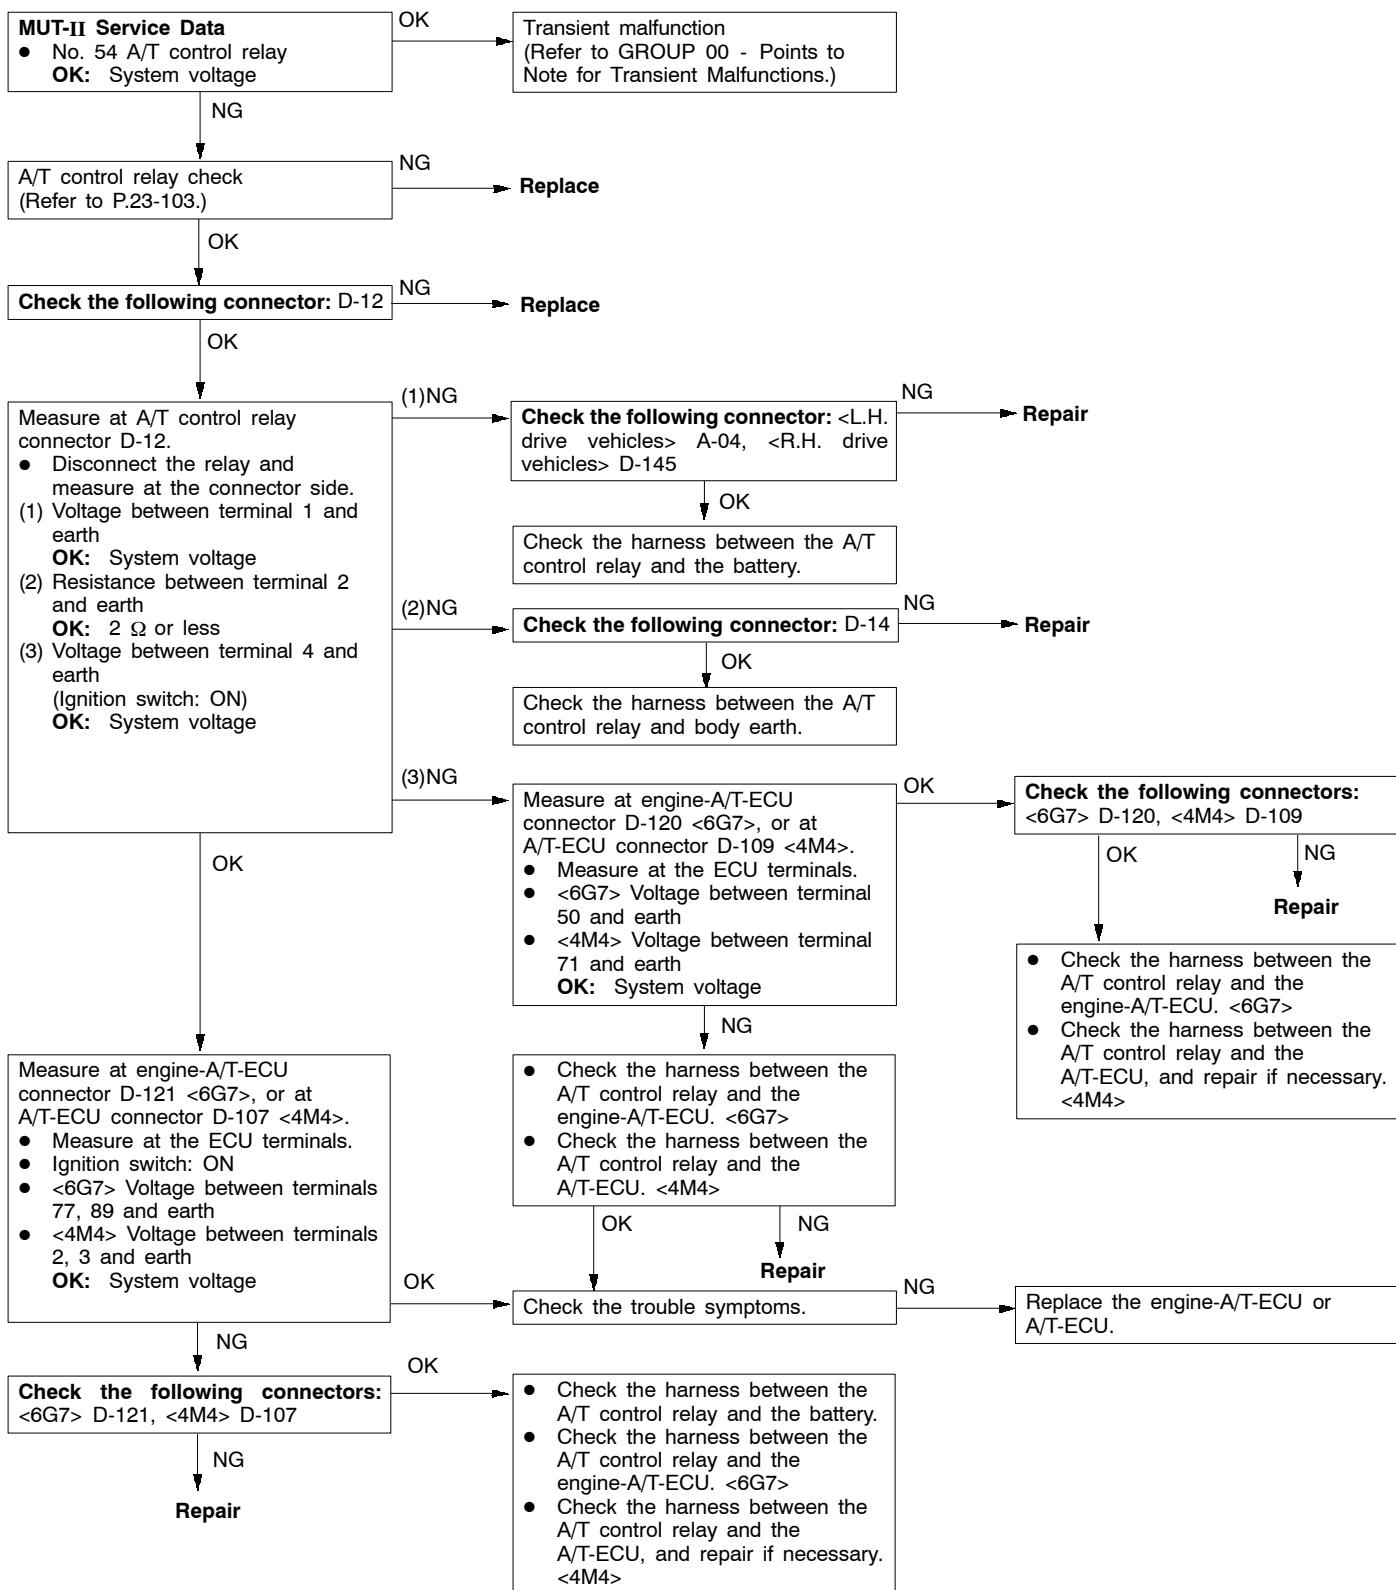 MUT-II Service Data
● No. 54 A/T control relay
OK: System voltage
OK
Transient malfunction
(Refer to GROUP 00 - Points to
Note for Transient Malfunctions.)
NG
A/T control relay check
(Refer to P.23-103.)
NG
Replace
OK
Check the following connector: D-12
NG
Replace
OK
Measure at A/T control relay
connector D-12.
● Disconnect the relay and
measure at the connector side.
(1) Voltage between terminal 1 and
earth
OK: System voltage
(2) Resistance between terminal 2
and earth
OK: 2 Ω or less
(3) Voltage between terminal 4 and
earth
(Ignition switch: ON)
OK: System voltage
(1)NG
Check the following connector: <L.H.
drive vehicles> A-04, <R.H. drive
vehicles> D-145
NG
Repair
OK
Check the harness between the A/T
control relay and the battery.
(2)NG
Check the following connector: D-14
NG
Repair
OK
Check the harness between the A/T
control relay and body earth.
(3)NG
Measure at engine-A/T-ECU
connector D-120 <6G7>, or at
A/T-ECU connector D-109 <4M4>.
● Measure at the ECU terminals.
● <6G7> Voltage between terminal
50 and earth
● <4M4> Voltage between terminal
71 and earth
OK: System voltage
OK
Check the following connectors:
<6G7> D-120, <4M4> D-109
OK
NG
Repair
● Check the harness between the
A/T control relay and the
engine-A/T-ECU. <6G7>
● Check the harness between the
A/T control relay and the
A/T-ECU, and repair if necessary.
<4M4>
NG
● Check the harness between the
A/T control relay and the
engine-A/T-ECU. <6G7>
● Check the harness between the
A/T control relay and the
A/T-ECU. <4M4>
OK
NG
Repair
OK
Measure at engine-A/T-ECU
connector D-121 <6G7>, or at
A/T-ECU connector D-107 <4M4>.
● Measure at the ECU terminals.
● Ignition switch: ON
● <6G7> Voltage between terminals
77, 89 and earth
● <4M4> Voltage between terminals
2, 3 and earth
OK: System voltage
OK
Check the trouble symptoms.
NG
Replace the engine-A/T-ECU or
A/T-ECU.
NG
Check the following connectors:
<6G7> D-121, <4M4> D-107
OK
● Check the harness between the
A/T control relay and the battery.
● Check the harness between the
A/T control relay and the
engine-A/T-ECU. <6G7>
● Check the harness between the
A/T control relay and the
A/T-ECU, and repair if necessary.
<4M4>
NG
Repair